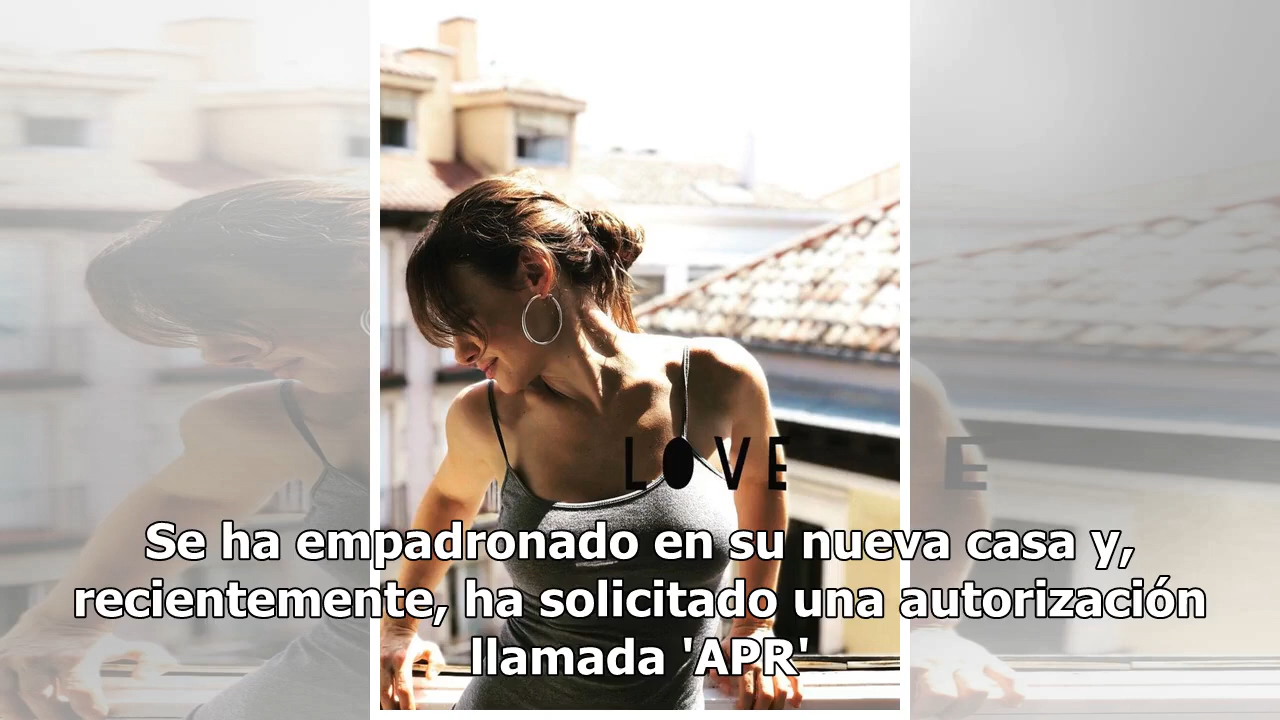 LOVE
E
Se ha empadronado en su nueva casa y,
recientemente, ha solicitado una autorización
llamada 'APR'